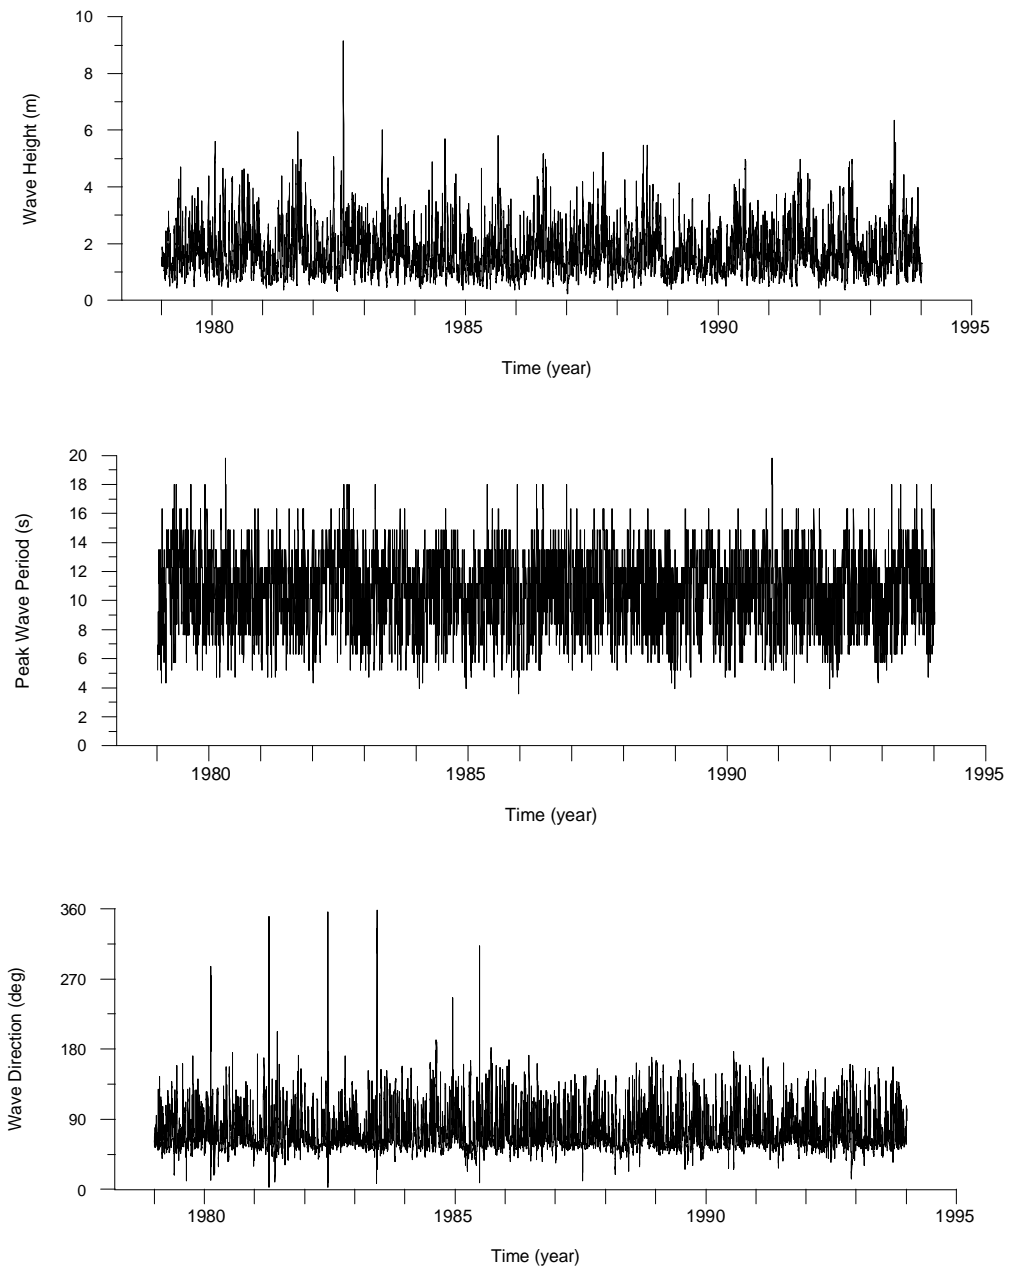 10
8
6
4
2
0
Wave Height (m)
1980 1985 1990 1995
Time (year)
20
18
16
14
12
10
8
6
4
2
0
Peak Wave Period (s)
1980 1985 1990 1995
Time (year)
360
270
180
90
0
Wave Direction (deg)
1980 1985 1990 1995
Time (year)